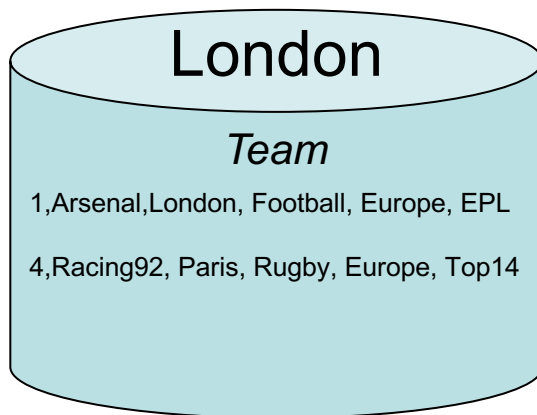 London
Team
1,Arsenal,London, Football, Europe, EPL
4,Racing92, Paris, Rugby, Europe, Top14